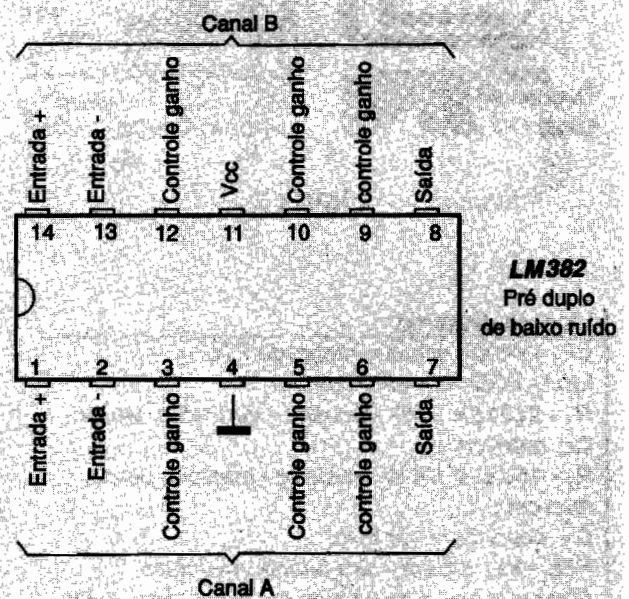 Canal B
Entrada +
Entrada -
Controle ganho
Vcc
Controle ganho
controle ganho
Saída
14 13 12 11 10 9 8
LM382
Pré duplo
de baixo ruído
1 2 3 4 5 6 7
Entrada +
Entrada -
Controle ganho
Controle ganho
controle ganho
Saída
Canal A